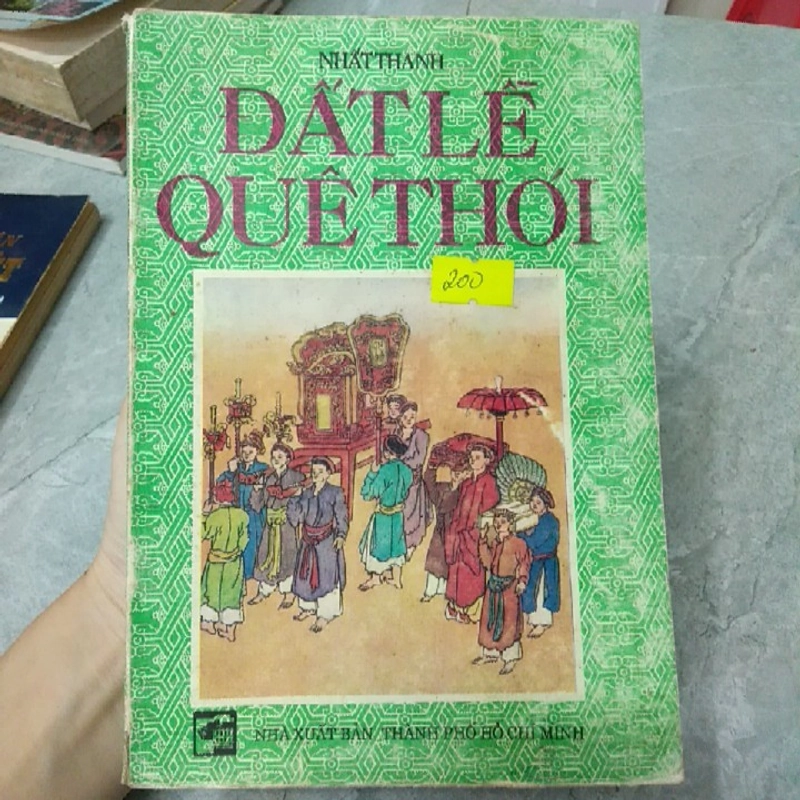 NHẤT THANH
ĐẤT LỀ
QUÊ THÓI
200
NHÀ XUẤT BẢN THÀNH PHỐ HỒ CHÍ MINH